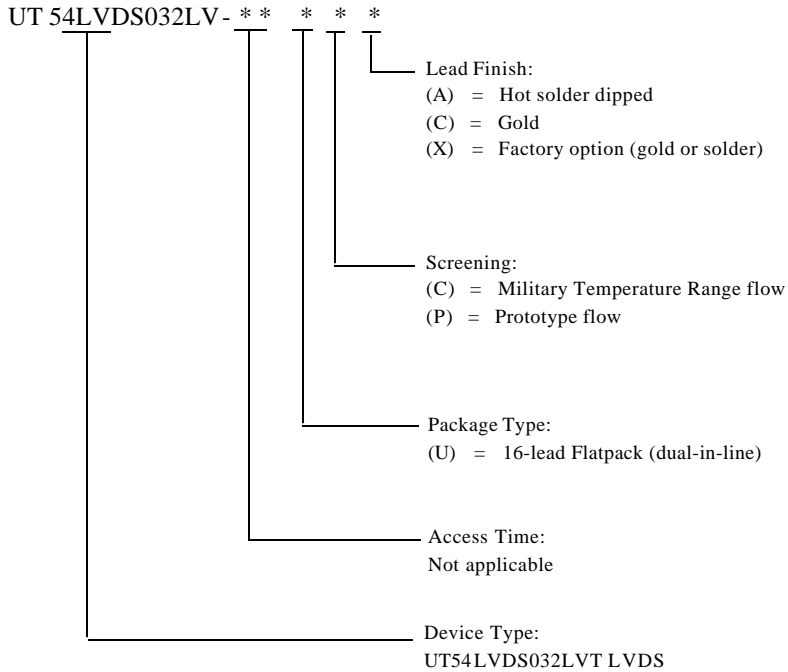 UT 54LVDS032LV- * * * * *
Lead Finish:
(A) = Hot solder dipped
(C) = Gold
(X) = Factory option (gold or solder)
Screening:
(C) = Military Temperature Range flow
(P) = Prototype flow
Package Type:
(U) = 16-lead Flatpack (dual-in-line)
Access Time:
Not applicable
Device Type:
UT54LVDS032LVT LVDS